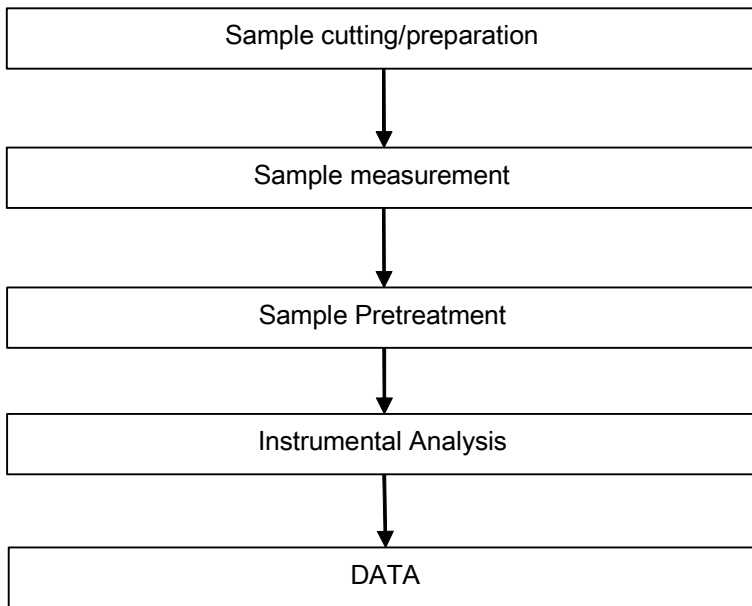 Sample cutting/preparation
Sample measurement
Sample Pretreatment
Instrumental Analysis
DATA